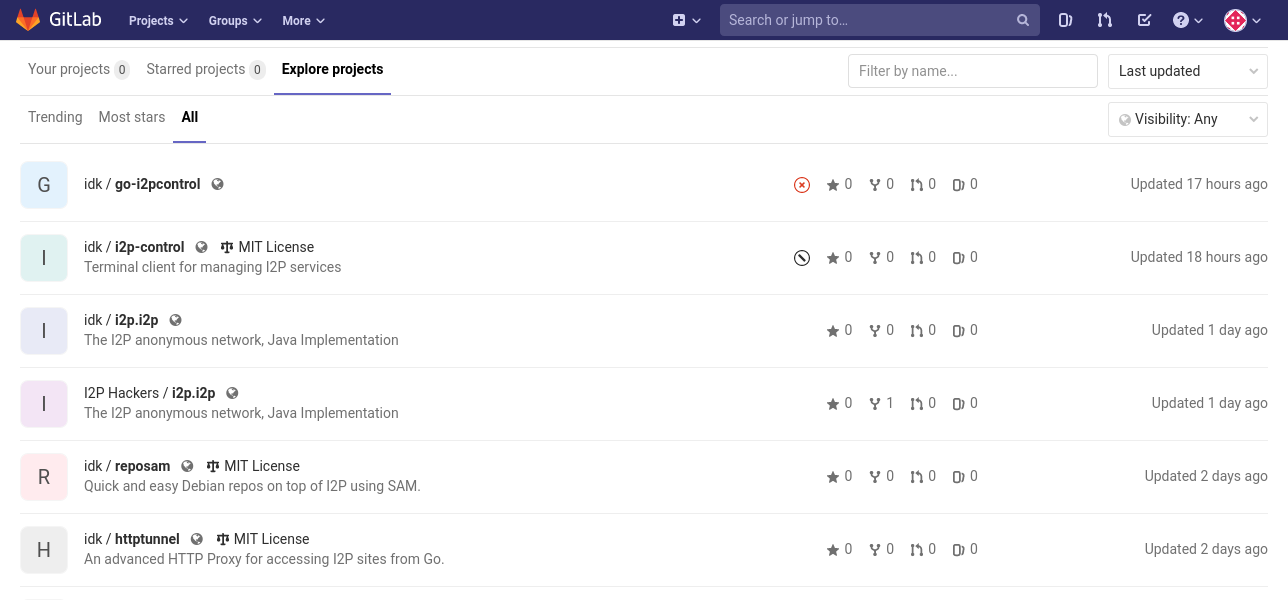 GitLab Projects Groups More Search or jump to...
Your projects 0 Starred projects 0 Explore projects Filter by name... Last updated
Trending Most stars All Visibility: Any
G idk / go-i2pcontrol 0 0 0 0 Updated 17 hours ago
I idk / i2p-control MIT License 0 0 0 0 Updated 18 hours ago
Terminal client for managing I2P services
I idk / i2p.i2p 0 0 0 0 Updated 1 day ago
The I2P anonymous network, Java Implementation
I I2P Hackers / i2p.i2p 0 1 0 0 Updated 1 day ago
The I2P anonymous network, Java Implementation
R idk / reposam MIT License 0 0 0 0 Updated 2 days ago
Quick and easy Debian repos on top of I2P using SAM.
H idk / httptunnel MIT License 0 0 0 0 Updated 2 days ago
An advanced HTTP Proxy for accessing I2P sites from Go.